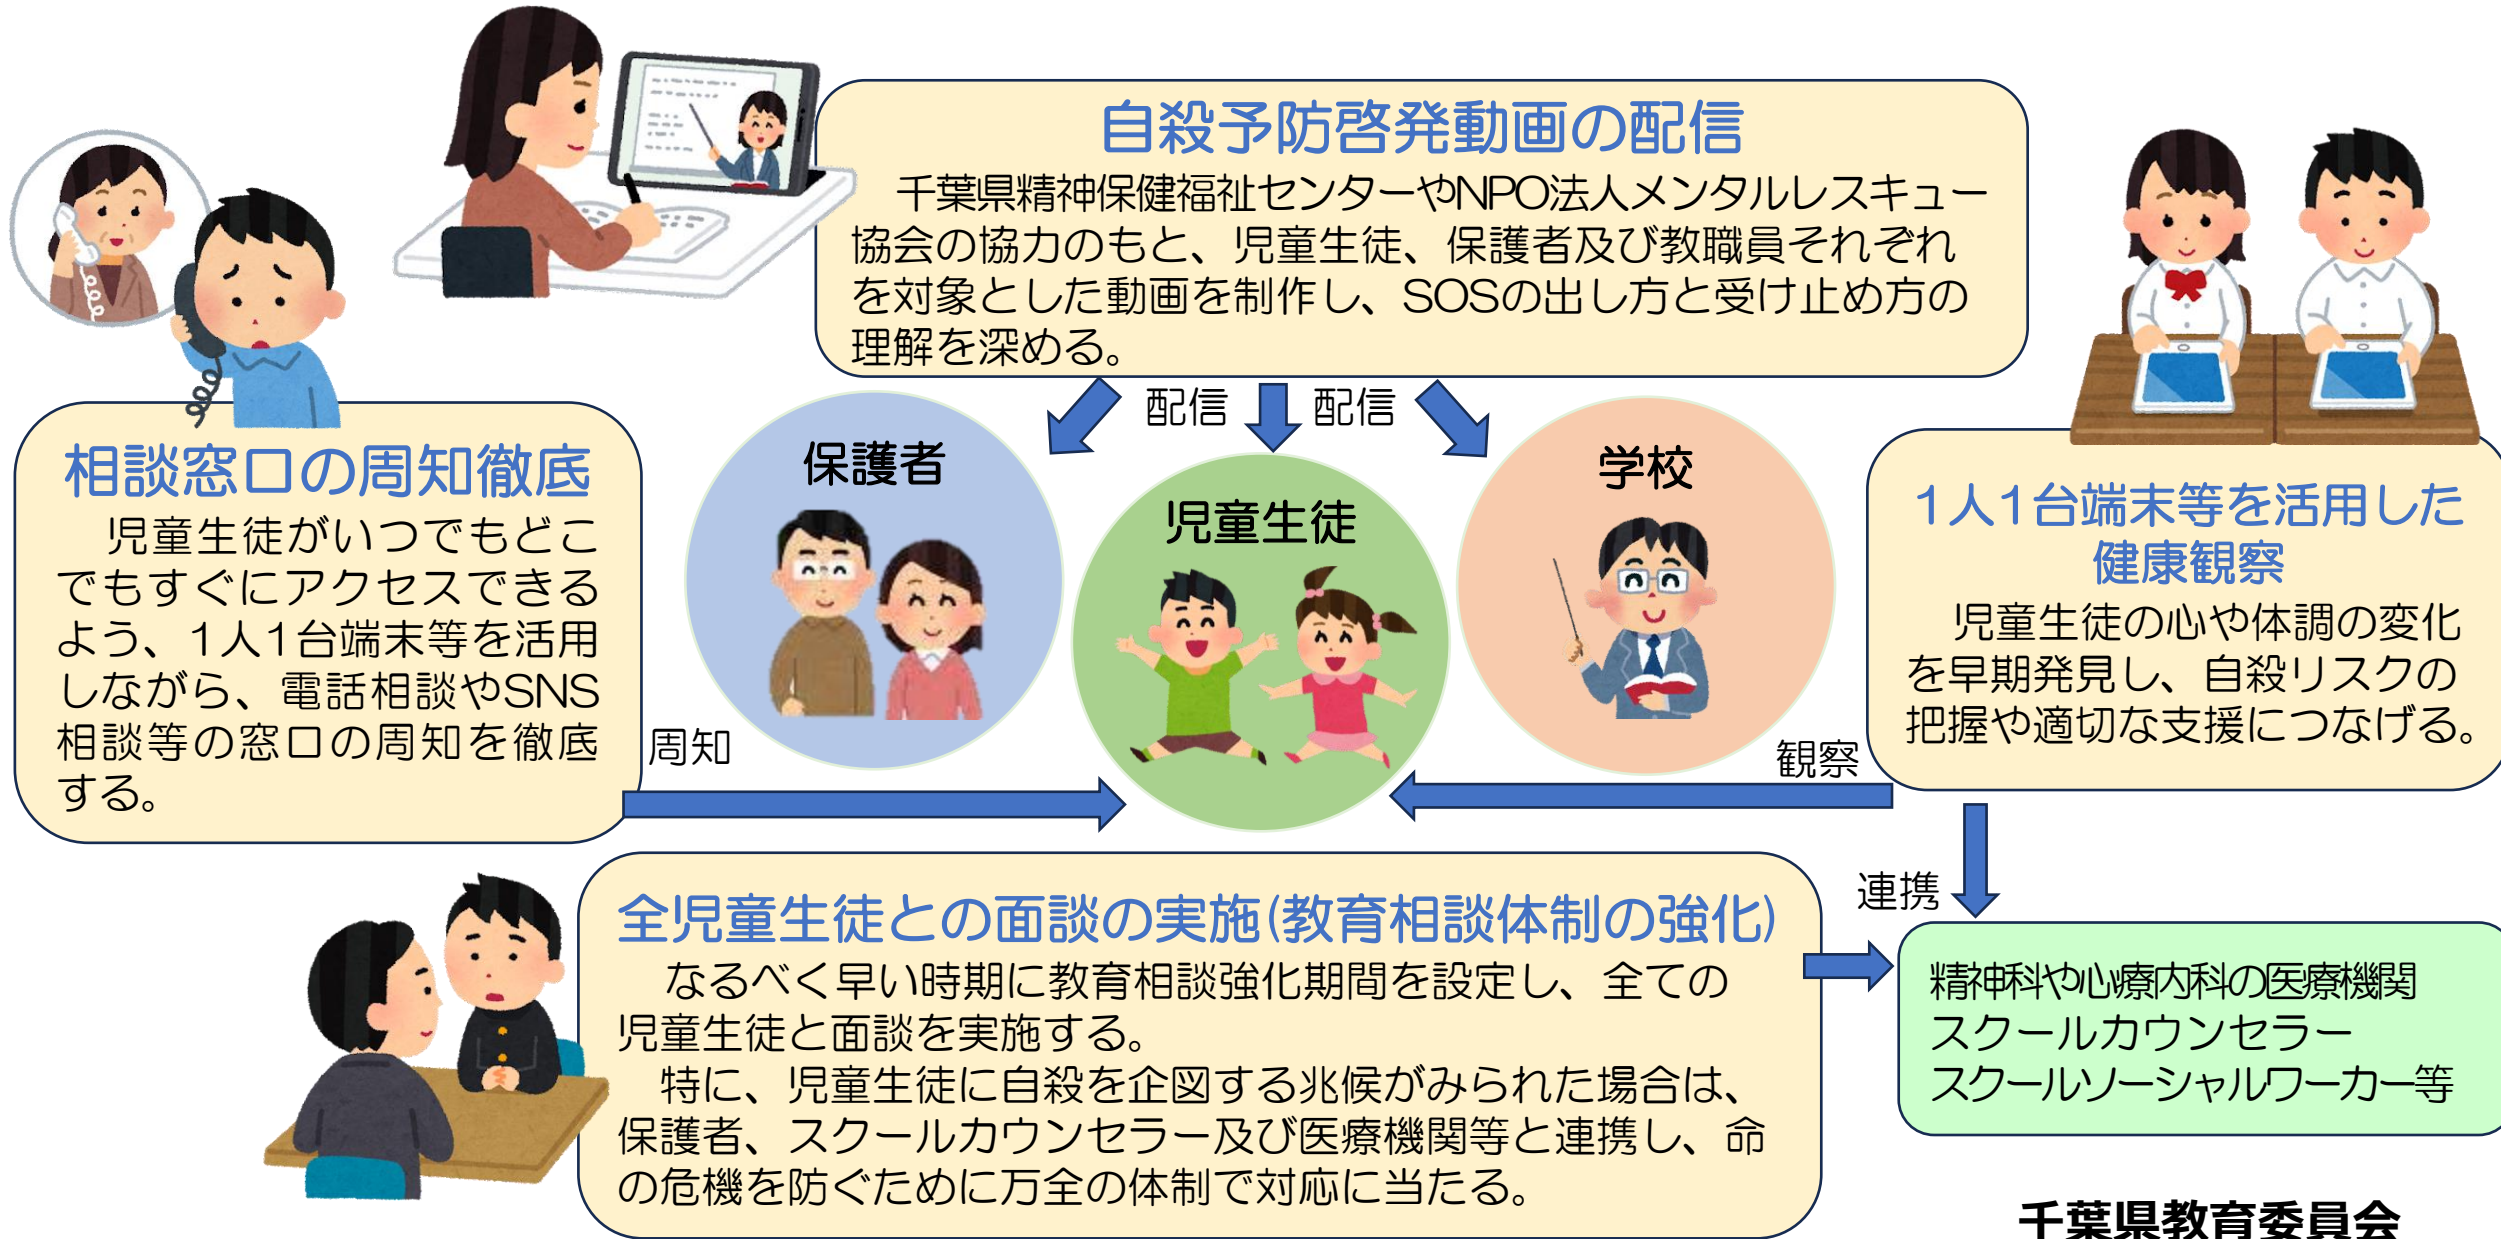 自殺予防啓発動画の配信
千葉県精神保健福祉センターやNPO法人メンタルレスキュー
協会の協力のもと、児童生徒、保護者及び教職員それぞれ
を対象とした動画を制作し、SOSの出し方と受け止め方の
理解を深める。
配信
配信
相談窓口の周知徹底
児童生徒がいつでもどこ
でもすぐにアクセスできる
よう、1人1台端末等を活用
しながら、電話相談やSNS
相談等の窓口の周知を徹底
する。
周知
保護者
児童生徒
学校
1人1台端末等を活用した
健康観察
児童生徒の心や体調の変化
を早期発見し、自殺リスクの
把握や適切な支援につなげる。
観察
連携
全児童生徒との面談の実施(教育相談体制の強化)
なるべく早い時期に教育相談強化期間を設定し、全ての
児童生徒と面談を実施する。
特に、児童生徒に自殺を企図する兆候がみられた場合は、
保護者、スクールカウンセラー及び医療機関等と連携し、命
の危機を防ぐために万全の体制で対応に当たる。
精神科や心療内科の医療機関
スクールカウンセラー
スクールソーシャルワーカー等
千葉県教育委員会